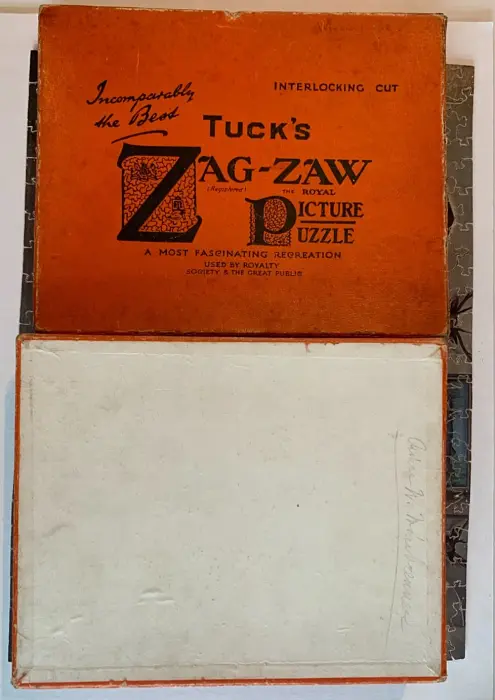 Incomparably
the Best
INTERLOCKING CUT
TUCK'S
ZAG-ZAW
(Registered) THE ROYAL
PICTURE
PUZZLE
A MOST FASCINATING RECREATION
USED BY ROYALTY
SOCIETY & THE GREAT PUBLIC